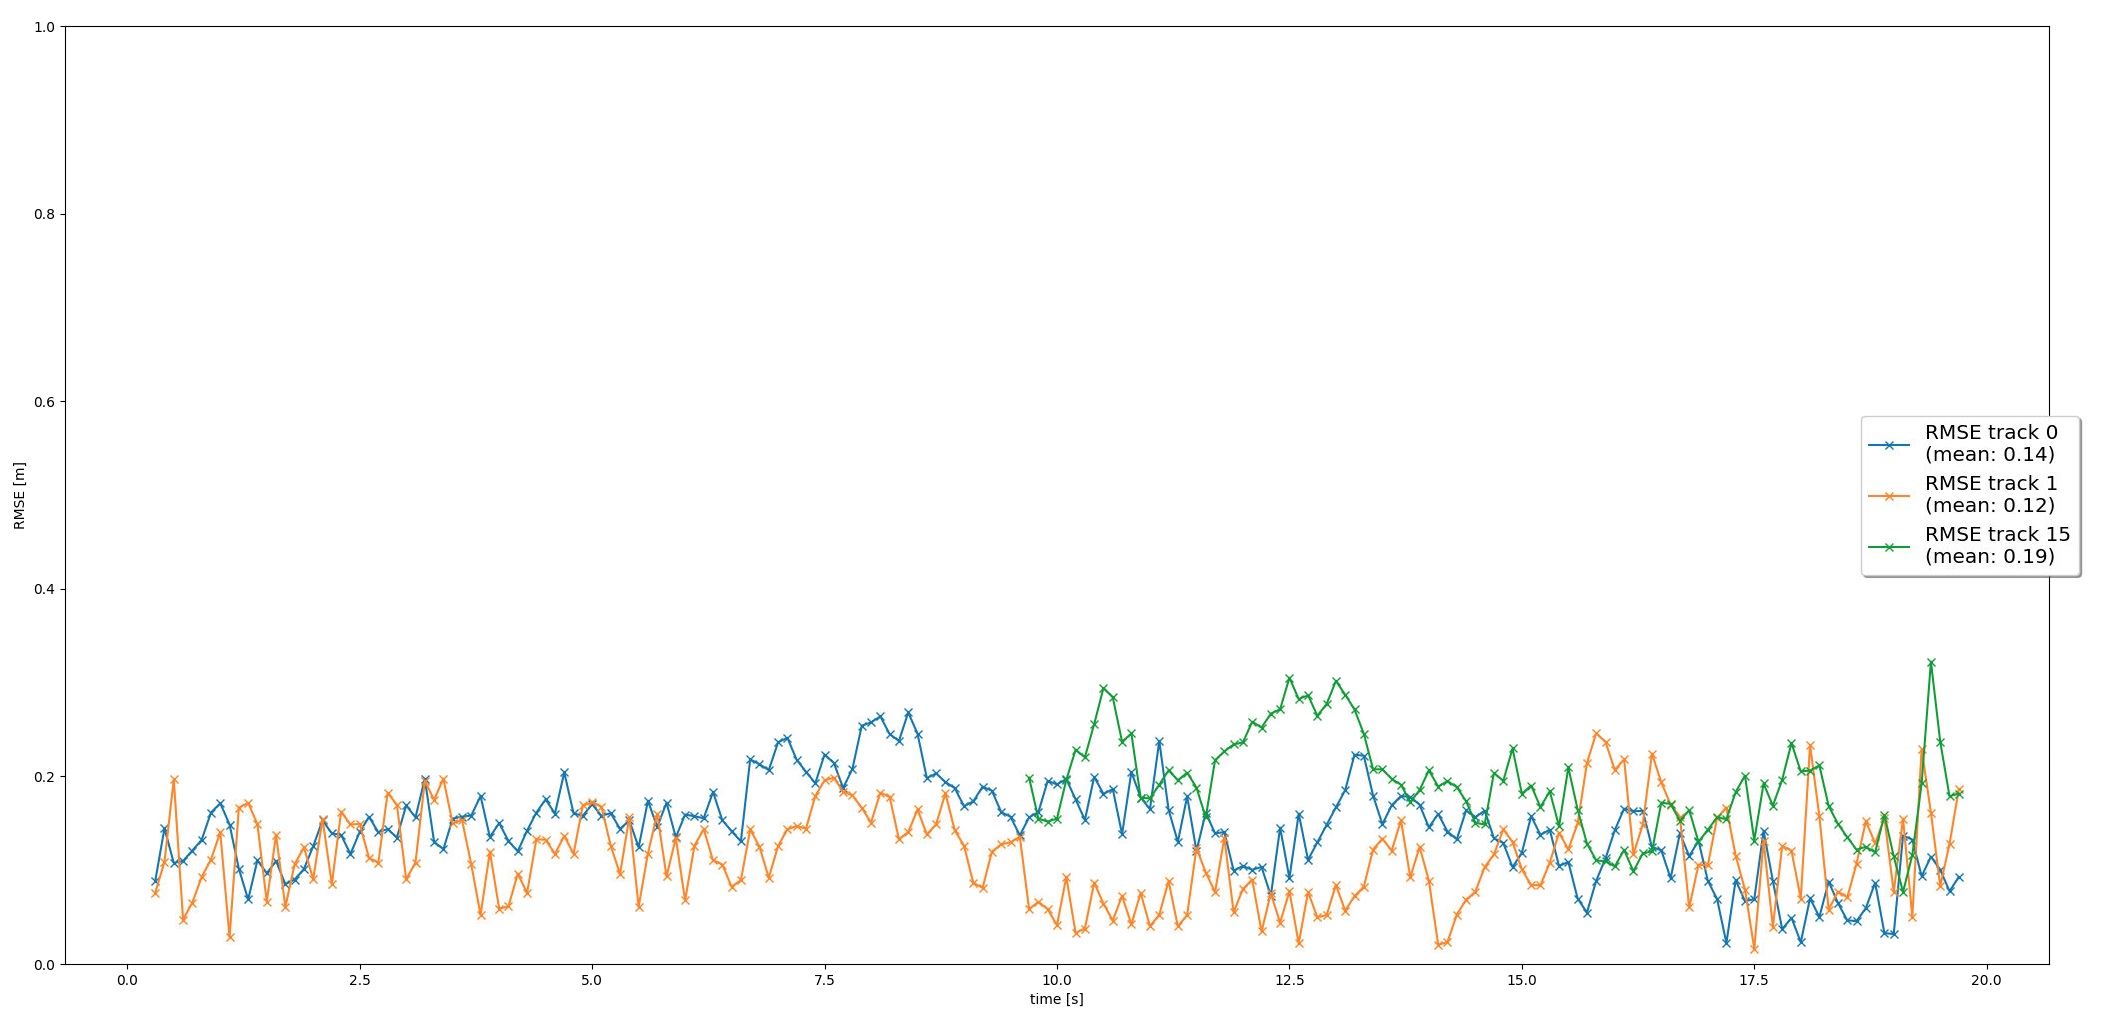 1.0
0.8
0.6
0.4
0.2
0.0
RMSE [m]
0.0 2.5 5.0 7.5 10.0 12.5 15.0 17.5 20.0
time [s]
RMSE track 0
(mean: 0.14)
RMSE track 1
(mean: 0.12)
RMSE track 15
(mean: 0.19)